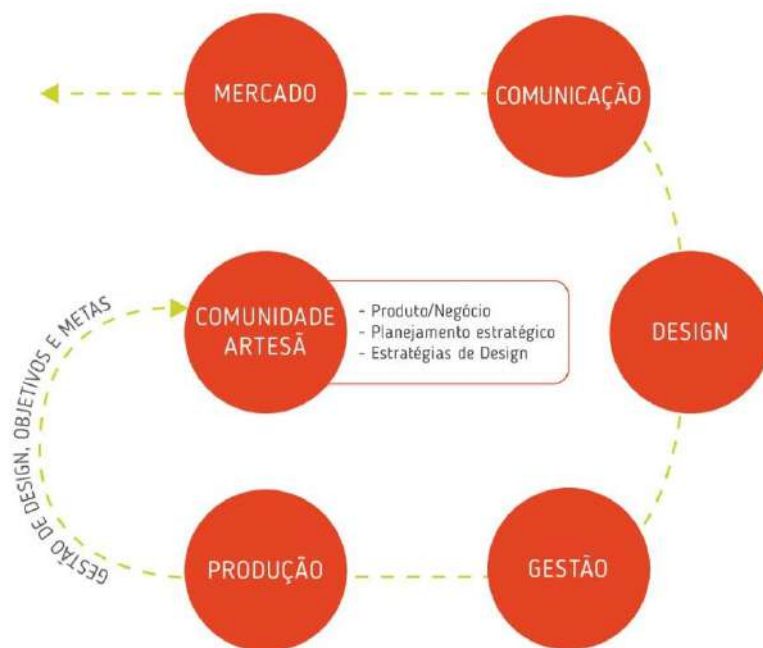 MERCADO
COMUNICAÇÃO
COMUNIDADE
ARTESÃ
- Produto/Negócio
- Planejamento estratégico
- Estratégias de Design
DESIGN
GESTÃO DE DESIGN, OBJETIVOS E METAS
PRODUÇÃO
GESTÃO